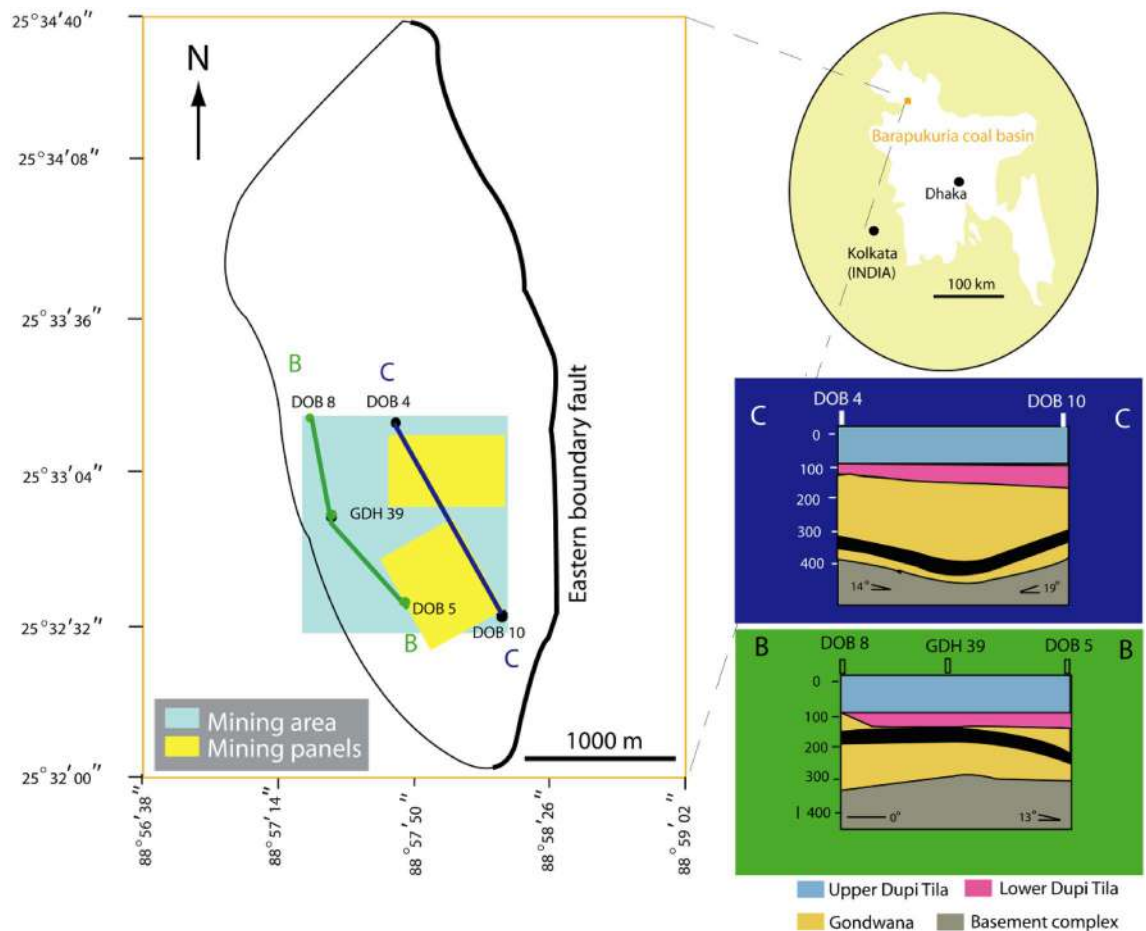 25°34′40″
25°34′08″
25°33′36″
25°33′04″
25°32′32″
25°32′00″
N
B
C
DOB 8
DOB 4
GDH 39
DOB 5
B
DOB 10
C
Eastern boundary fault
Mining area
Mining panels
1000 m
88°56′38″
88°57′14″
88°57′50″
88°58′26″
88°59′02″
Barapukuria coal basin
Dhaka
Kolkata
(INDIA)
100 km
DOB 4
DOB 10
C
C
0
100
200
300
400
14°
19°
DOB 8
GDH 39
DOB 5
B
B
0
100
200
300
400
0°
13°
Upper Dupi Tila
Lower Dupi Tila
Gondwana
Basement complex